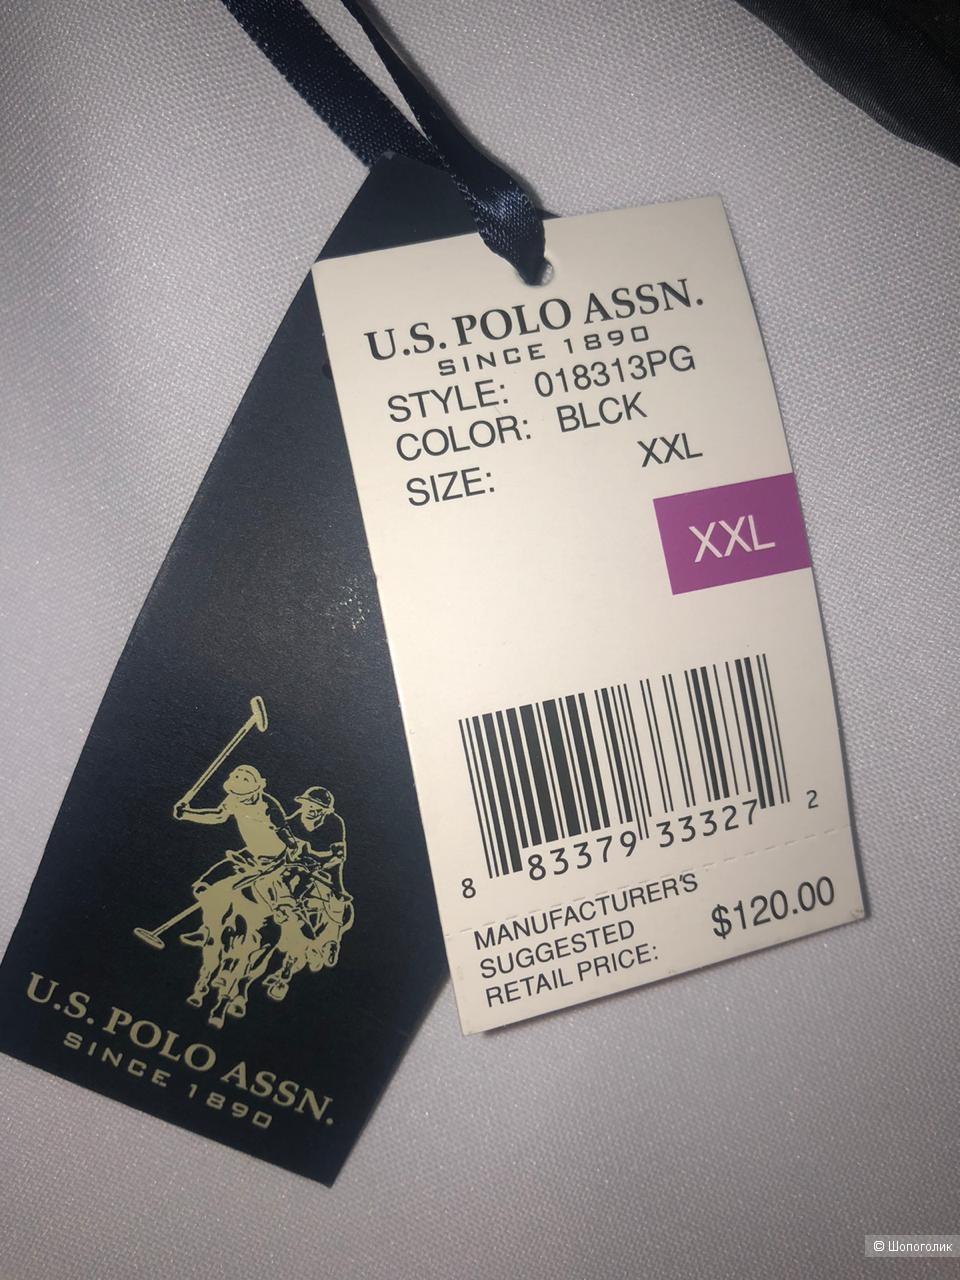 U.S. POLO ASSN.
SINCE 1890
STYLE: 018313PG
COLOR: BLCK
SIZE: XXL
XXL
8 83379 33327 2
MANUFACTURER'S
SUGGESTED
RETAIL PRICE: $120.00
U.S. POLO ASSN.
SINCE 1890
© Шопоголик